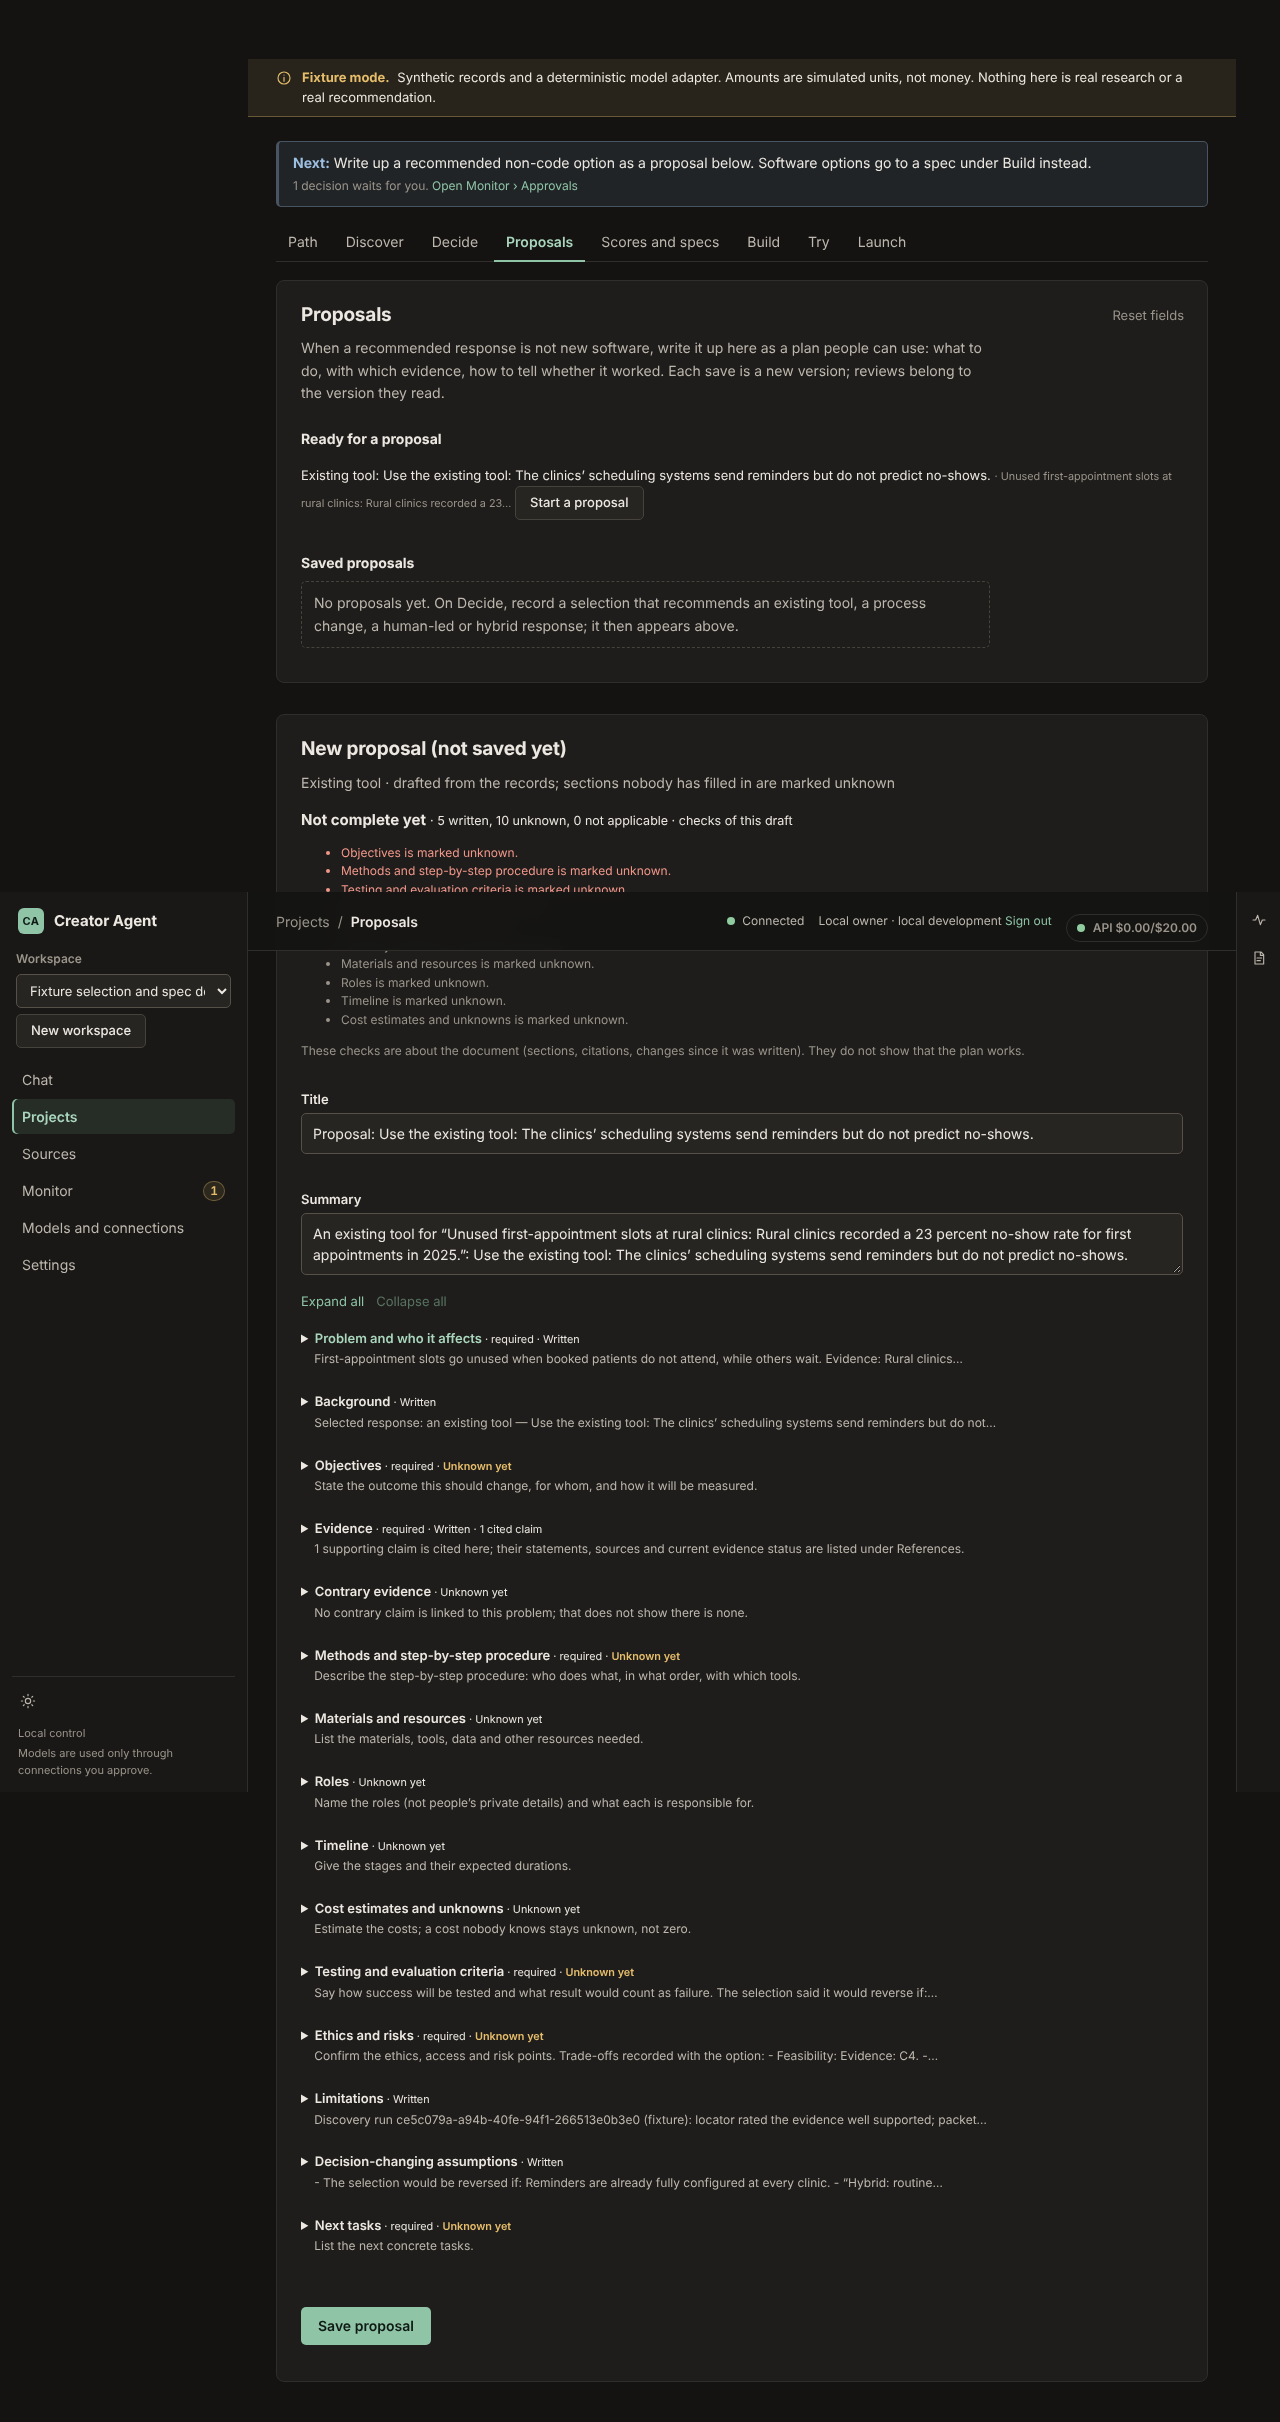 Fixture mode. Synthetic records and a deterministic model adapter. Amounts are simulated units, not money. Nothing here is real research or a
real recommendation.
Next: Write up a recommended non-code option as a proposal below. Software options go to a spec under Build instead.
1 decision waits for you. Open Monitor › Approvals
Path Discover Decide Proposals Scores and specs Build Try Launch
Proposals
Reset fields
When a recommended response is not new software, write it up here as a plan people can use: what to
do, with which evidence, how to tell whether it worked. Each save is a new version; reviews belong to
the version they read.
Ready for a proposal
Existing tool: Use the existing tool: The clinics’ scheduling systems send reminders but do not predict no-shows. · Unused first-appointment slots at
rural clinics: Rural clinics recorded a 23… Start a proposal
Saved proposals
No proposals yet. On Decide, record a selection that recommends an existing tool, a process
change, a human-led or hybrid response; it then appears above.
New proposal (not saved yet)
Existing tool · drafted from the records; sections nobody has filled in are marked unknown
Not complete yet · 5 written, 10 unknown, 0 not applicable · checks of this draft
• Objectives is marked unknown.
• Methods and step-by-step procedure is marked unknown.
• Testing and evaluation criteria is marked unknown.
CA Creator Agent
Projects / Proposals
Connected Local owner · local development Sign out
API $0.00/$20.00
Workspace
Fixture selection and spec d
New workspace
Chat
Projects
Sources
Monitor 1
Models and connections
Settings
Local control
Models are used only through
connections you approve.
• Materials and resources is marked unknown.
• Roles is marked unknown.
• Timeline is marked unknown.
• Cost estimates and unknowns is marked unknown.
These checks are about the document (sections, citations, changes since it was written). They do not show that the plan works.
Title
Proposal: Use the existing tool: The clinics’ scheduling systems send reminders but do not predict no-shows.
Summary
An existing tool for “Unused first-appointment slots at rural clinics: Rural clinics recorded a 23 percent no-show rate for first
appointments in 2025.”: Use the existing tool: The clinics’ scheduling systems send reminders but do not predict no-shows.
Expand all Collapse all
Problem and who it affects · required · Written
First-appointment slots go unused when booked patients do not attend, while others wait. Evidence: Rural clinics…
Background · Written
Selected response: an existing tool — Use the existing tool: The clinics’ scheduling systems send reminders but do not…
Objectives · required · Unknown yet
State the outcome this should change, for whom, and how it will be measured.
Evidence · required · Written · 1 cited claim
1 supporting claim is cited here; their statements, sources and current evidence status are listed under References.
Contrary evidence · Unknown yet
No contrary claim is linked to this problem; that does not show there is none.
Methods and step-by-step procedure · required · Unknown yet
Describe the step-by-step procedure: who does what, in what order, with which tools.
Materials and resources · Unknown yet
List the materials, tools, data and other resources needed.
Roles · Unknown yet
Name the roles (not people’s private details) and what each is responsible for.
Timeline · Unknown yet
Give the stages and their expected durations.
Cost estimates and unknowns · Unknown yet
Estimate the costs; a cost nobody knows stays unknown, not zero.
Testing and evaluation criteria · required · Unknown yet
Say how success will be tested and what result would count as failure. The selection said it would reverse if:…
Ethics and risks · required · Unknown yet
Confirm the ethics, access and risk points. Trade-offs recorded with the option: - Feasibility: Evidence: C4. -…
Limitations · Written
Discovery run ce5c079a-a94b-40fe-94f1-266513e0b3e0 (fixture): locator rated the evidence well supported; packet…
Decision-changing assumptions · Written
- The selection would be reversed if: Reminders are already fully configured at every clinic. - “Hybrid: routine…
Next tasks · required · Unknown yet
List the next concrete tasks.
Save proposal